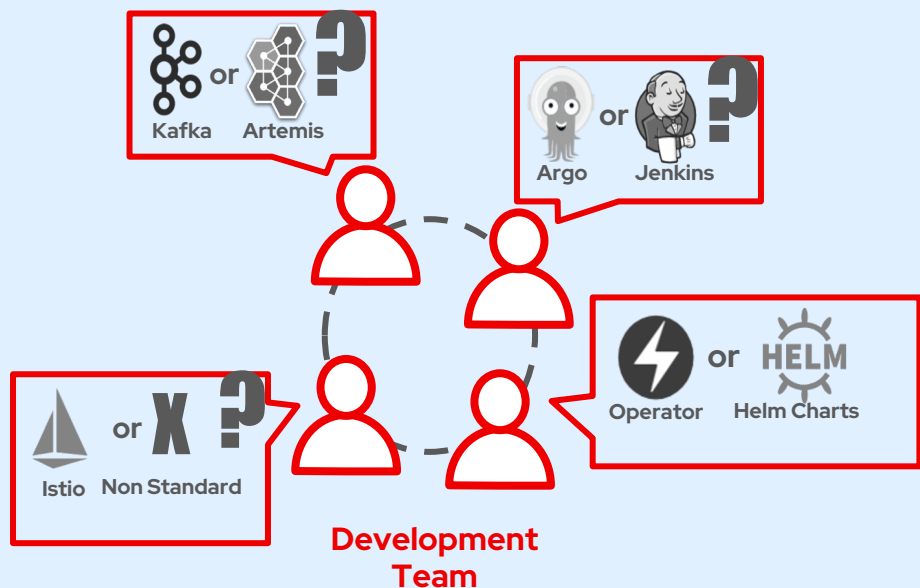 or ?
Kafka Artemis
or ?
Argo Jenkins
or HELM
Operator Helm Charts
or X ?
Istio Non Standard
Development
Team